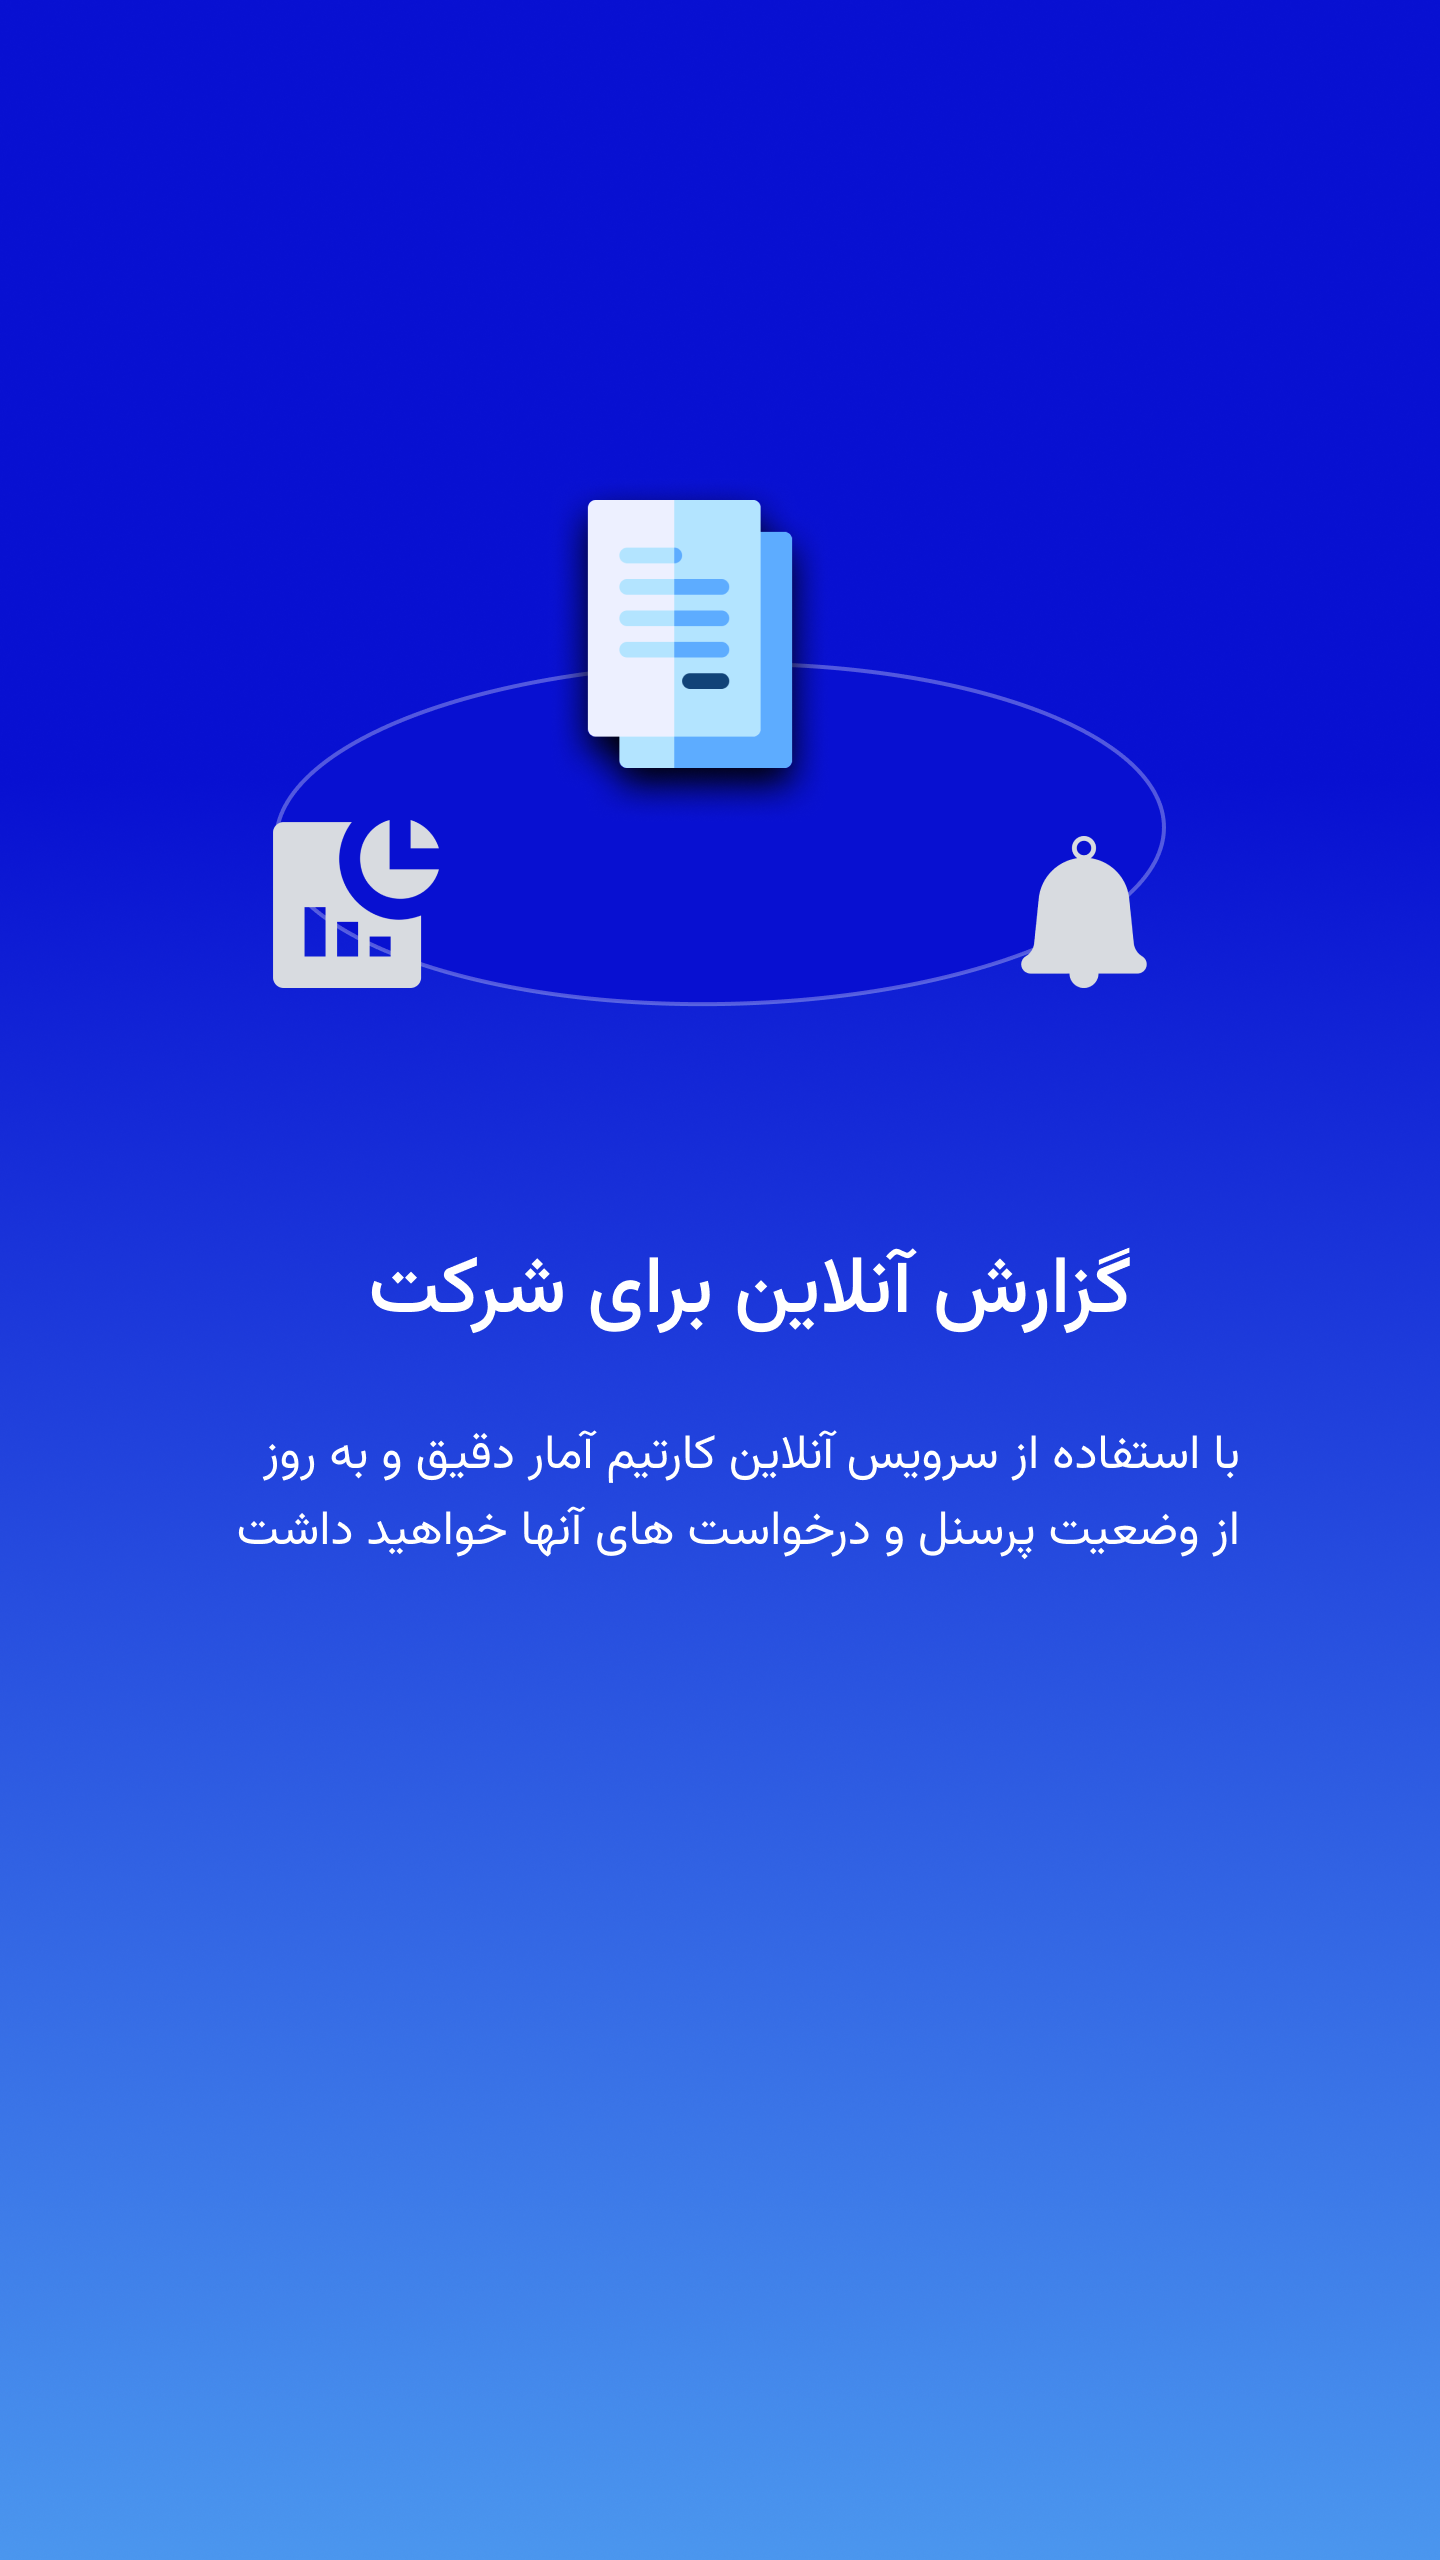 گزارش آنلاین برای شرکت
با استفاده از سرویس آنلاین کارتیم آمار دقیق و به روز
از وضعیت پرسنل و درخواست های آنها خواهید داشت